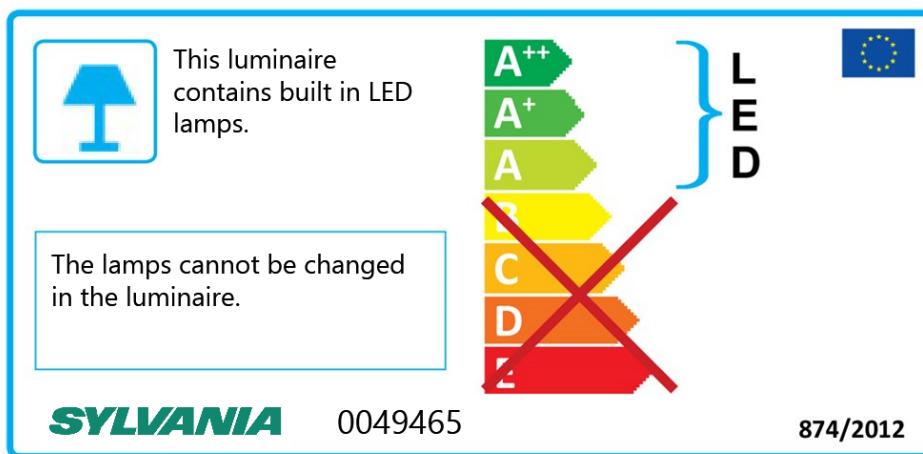 This luminaire
contains built in LED
lamps.
The lamps cannot be changed
in the luminaire.
A++
A+
A
B
C
D
E
L
E
D
SYLVANIA 0049465
874/2012